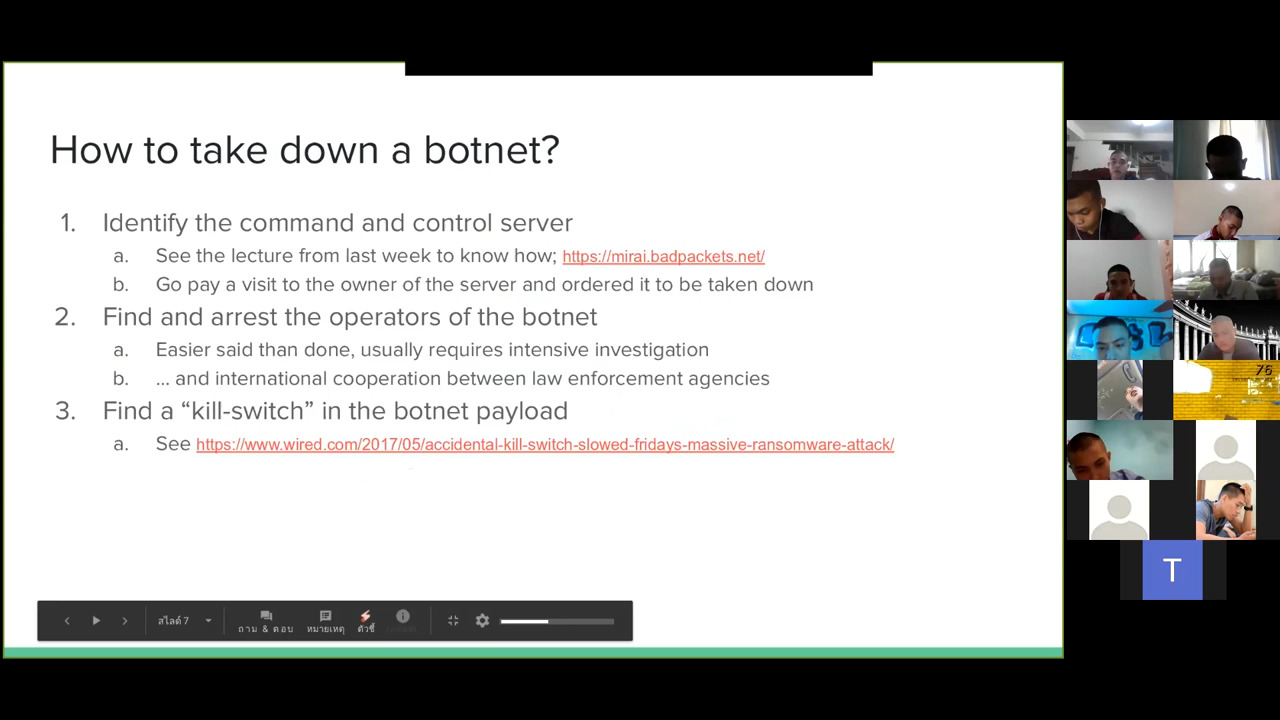 How to take down a botnet?
1. Identify the command and control server
a. See the lecture from last week to know how; https://mirai.badpackets.net/
b. Go pay a visit to the owner of the server and ordered it to be taken down
2. Find and arrest the operators of the botnet
a. Easier said than done, usually requires intensive investigation
b. ... and international cooperation between law enforcement agencies
3. Find a “kill-switch” in the botnet payload
a. See https://www.wired.com/2017/05/accidental-kill-switch-slowed-fridays-massive-ransomware-attack/
สไลด์ 7
ถาม & ตอบ
หมายเหตุ
ตัวชี้
76
T